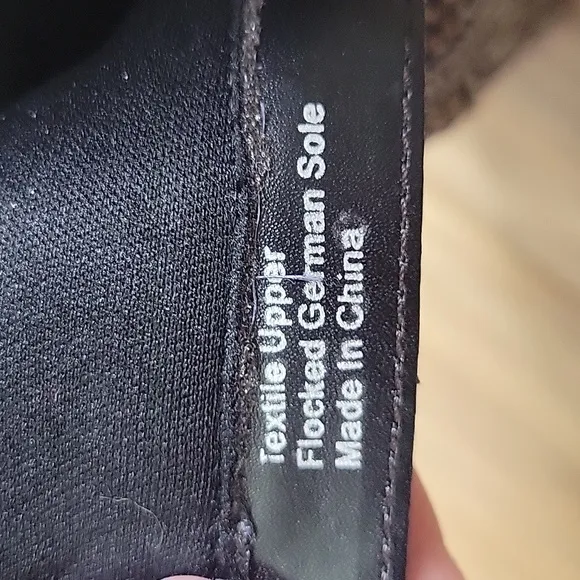 Textile Upper
Flocked German Sole
Made In China